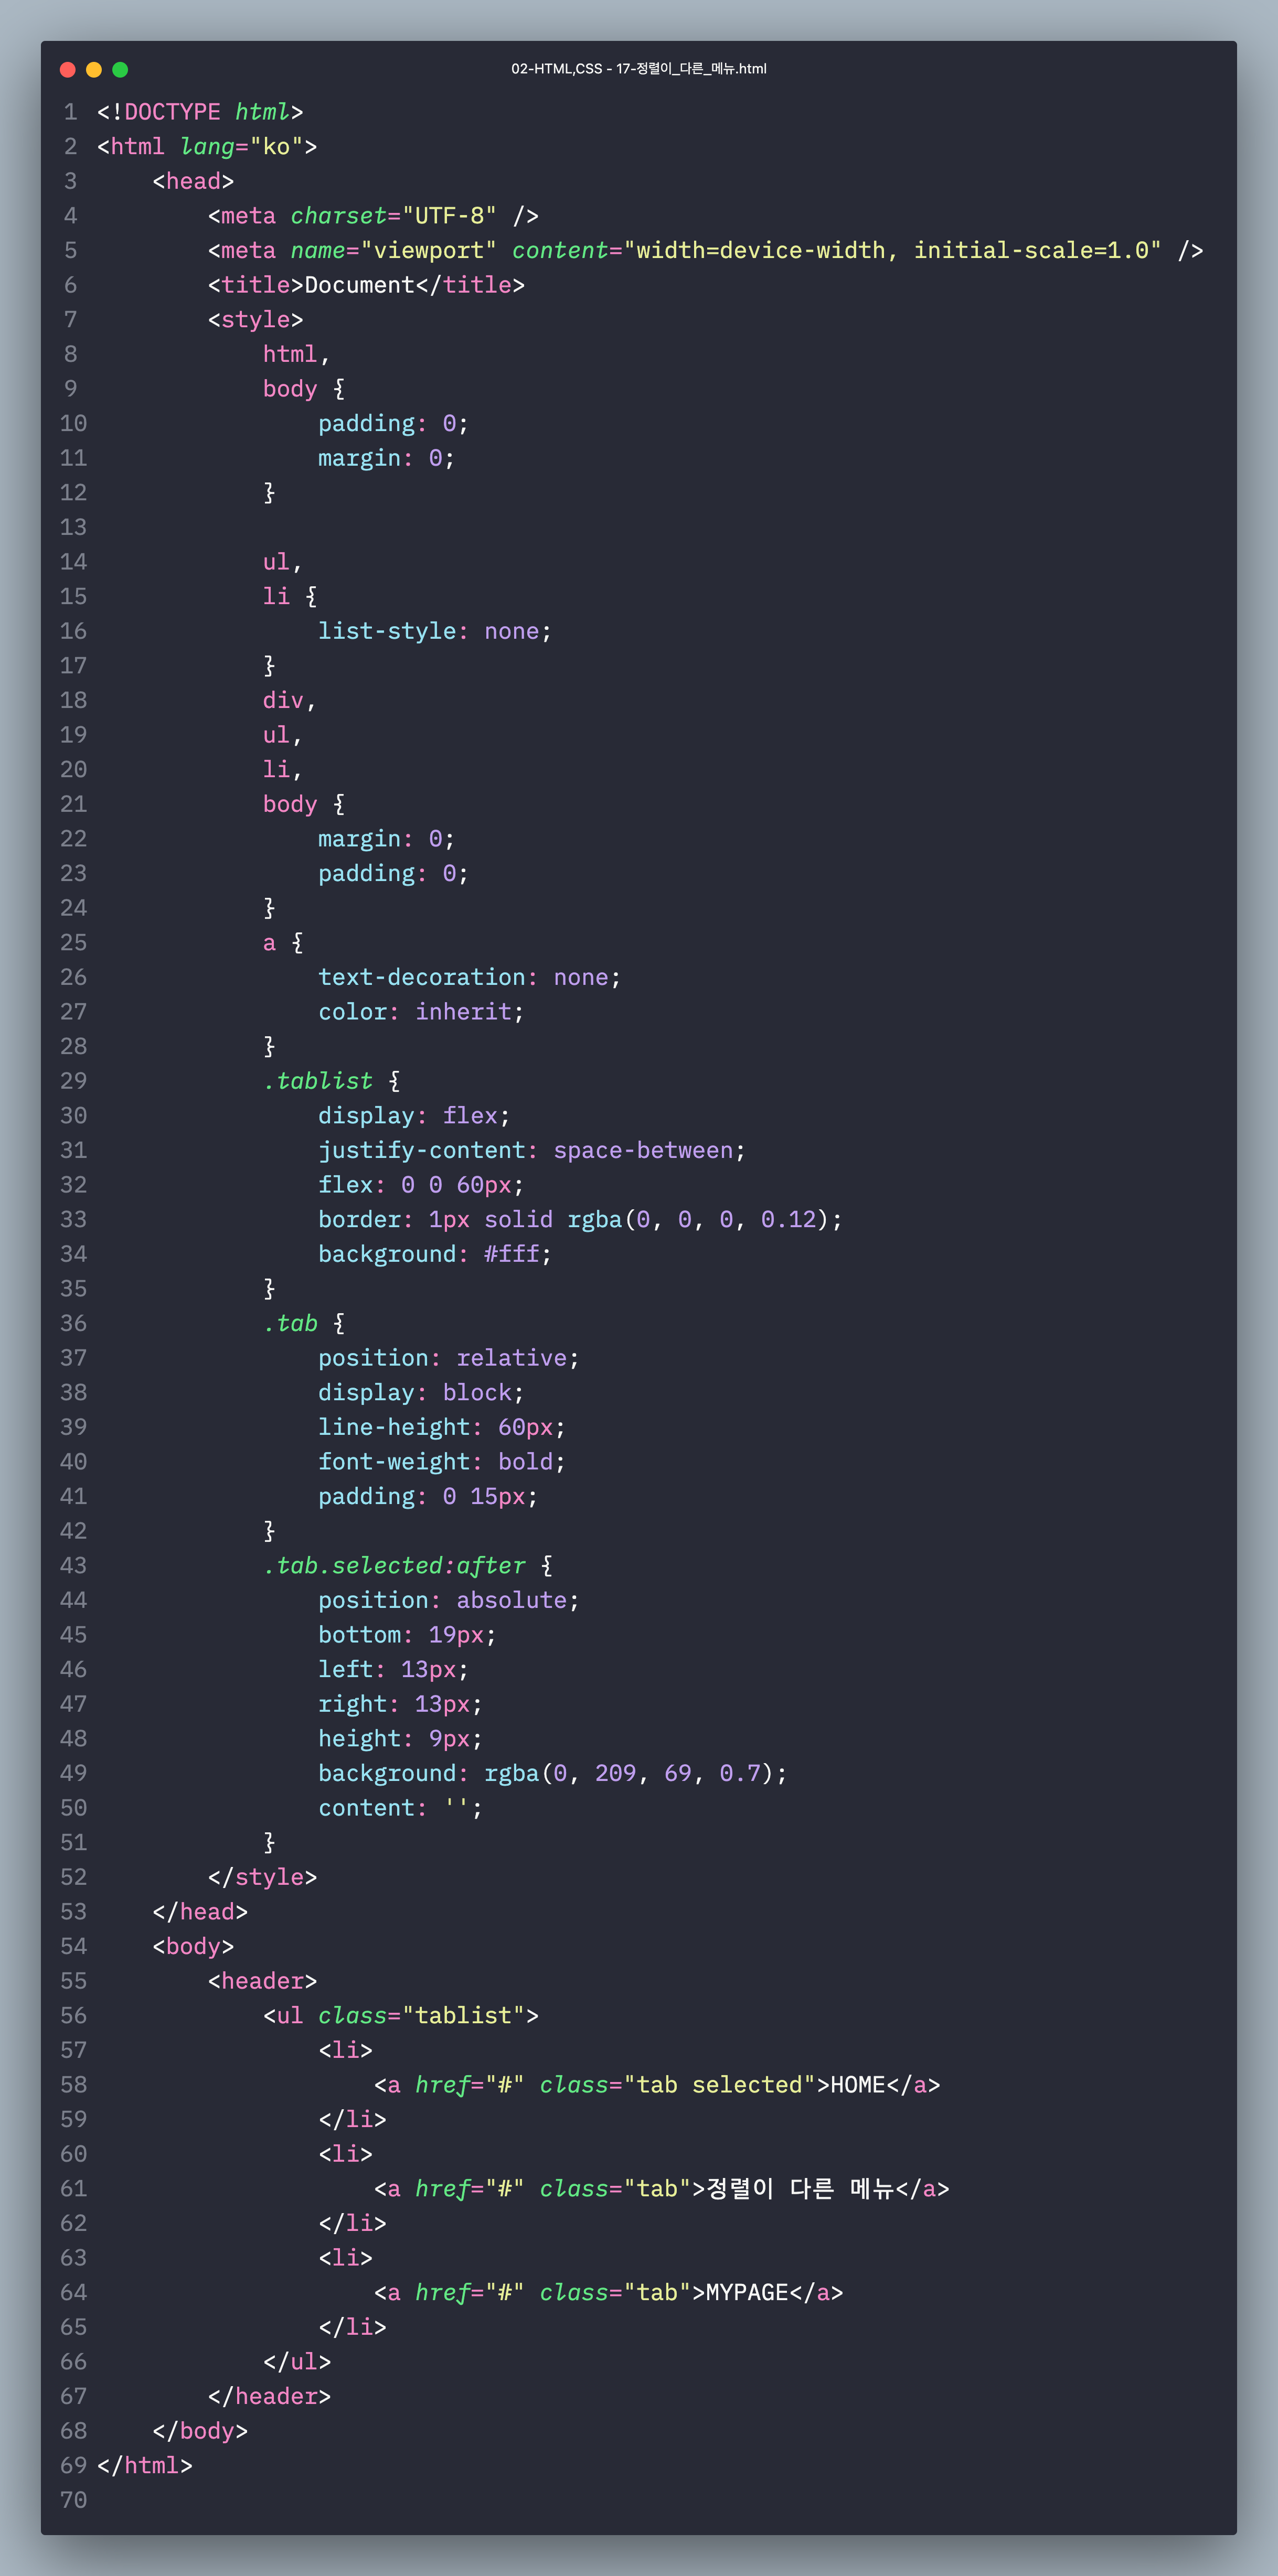 02-HTML,CSS - 17-정렬이_다른_메뉴.html
1 <!DOCTYPE html>
2 <html lang="ko">
3     <head>
4         <meta charset="UTF-8" />
5         <meta name="viewport" content="width=device-width, initial-scale=1.0" />
6         <title>Document</title>
7         <style>
8             html,
9             body {
10                 padding: 0;
11                 margin: 0;
12             }
13
14             ul,
15             li {
16                 list-style: none;
17             }
18             div,
19             ul,
20             li,
21             body {
22                 margin: 0;
23                 padding: 0;
24             }
25             a {
26                 text-decoration: none;
27                 color: inherit;
28             }
29             .tablist {
30                 display: flex;
31                 justify-content: space-between;
32                 flex: 0 0 60px;
33                 border: 1px solid rgba(0, 0, 0, 0.12);
34                 background: #fff;
35             }
36             .tab {
37                 position: relative;
38                 display: block;
39                 line-height: 60px;
40                 font-weight: bold;
41                 padding: 0 15px;
42             }
43             .tab.selected:after {
44                 position: absolute;
45                 bottom: 19px;
46                 left: 13px;
47                 right: 13px;
48                 height: 9px;
49                 background: rgba(0, 209, 69, 0.7);
50                 content: '';
51             }
52         </style>
53     </head>
54     <body>
55         <header>
56             <ul class="tablist">
57                 <li>
58                     <a href="#" class="tab selected">HOME</a>
59                 </li>
60                 <li>
61                     <a href="#" class="tab">정렬이 다른 메뉴</a>
62                 </li>
63                 <li>
64                     <a href="#" class="tab">MYPAGE</a>
65                 </li>
66             </ul>
67         </header>
68     </body>
69 </html>
70